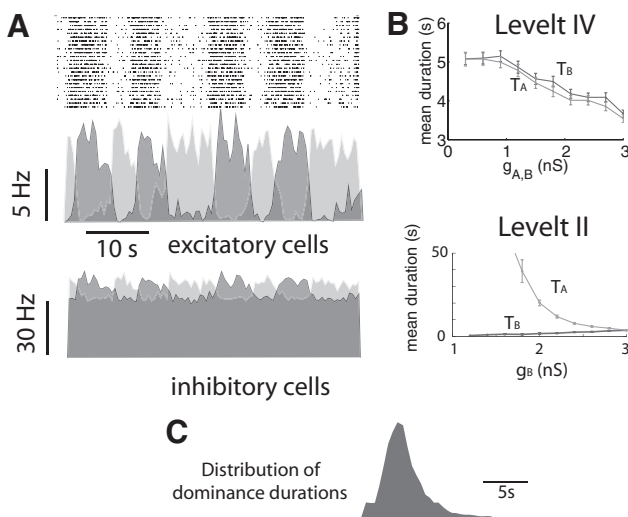 A
5 Hz
10 s
excitatory cells
30 Hz
inhibitory cells
B
Levelt IV
mean duration (s)
6
5
4
3
T_B
T_A
0
1
2
3
g_A,B (nS)
Levelt II
mean duration (s)
50
0
T_A
T_B
1
2
3
g_B (nS)
C
Distribution of
dominance durations
5s